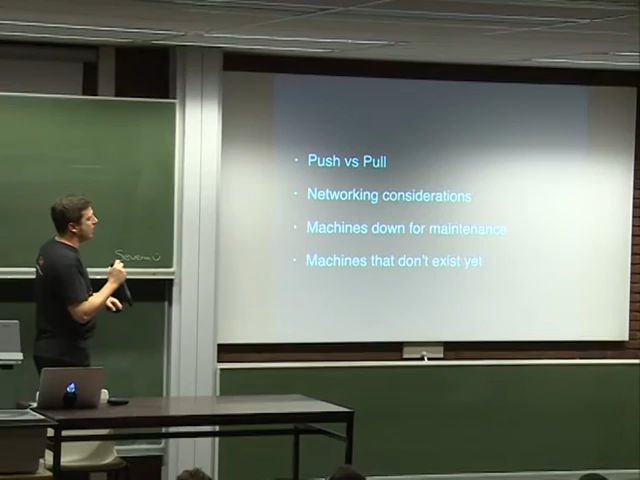 · Push vs Pull
· Networking considerations
· Machines down for maintenance
· Machines that don't exist yet